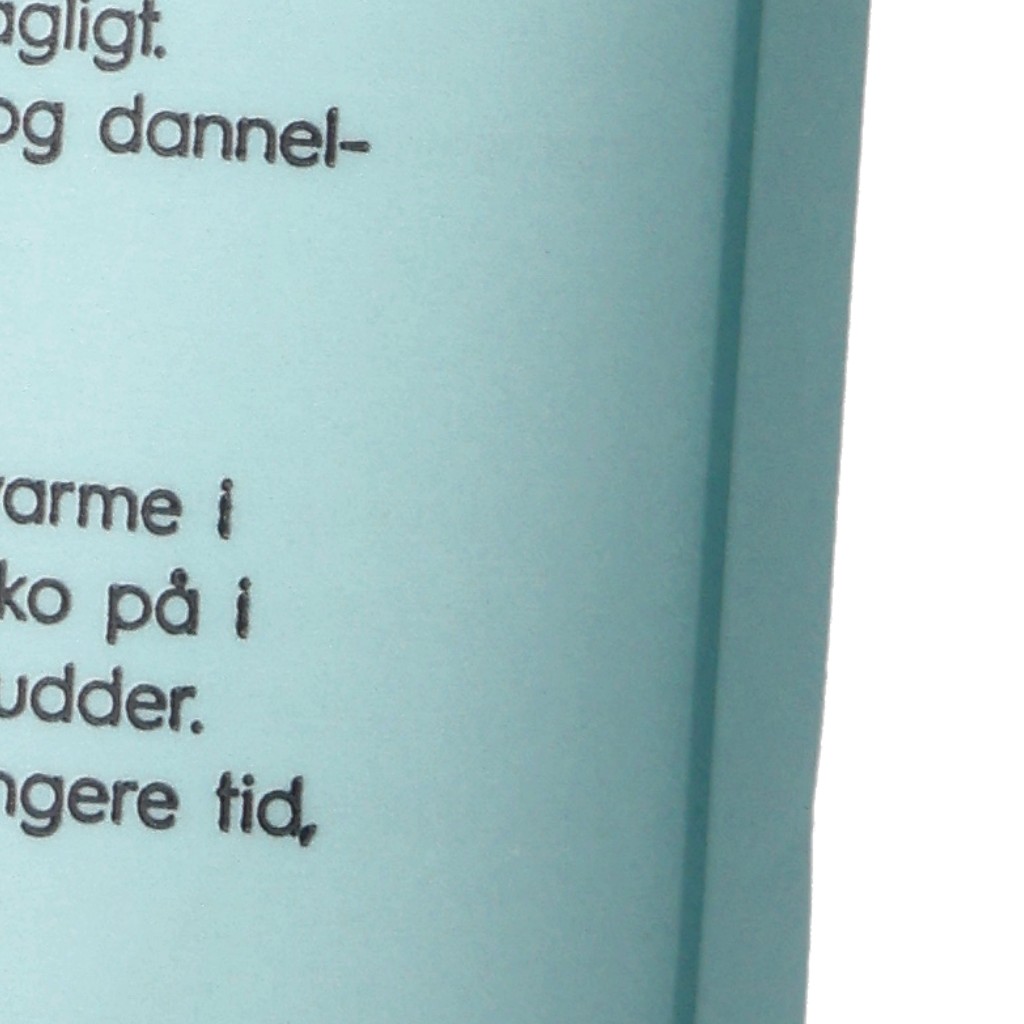 agligt.
og dannel-
varme i
ko på i
udder.
ngere tid,